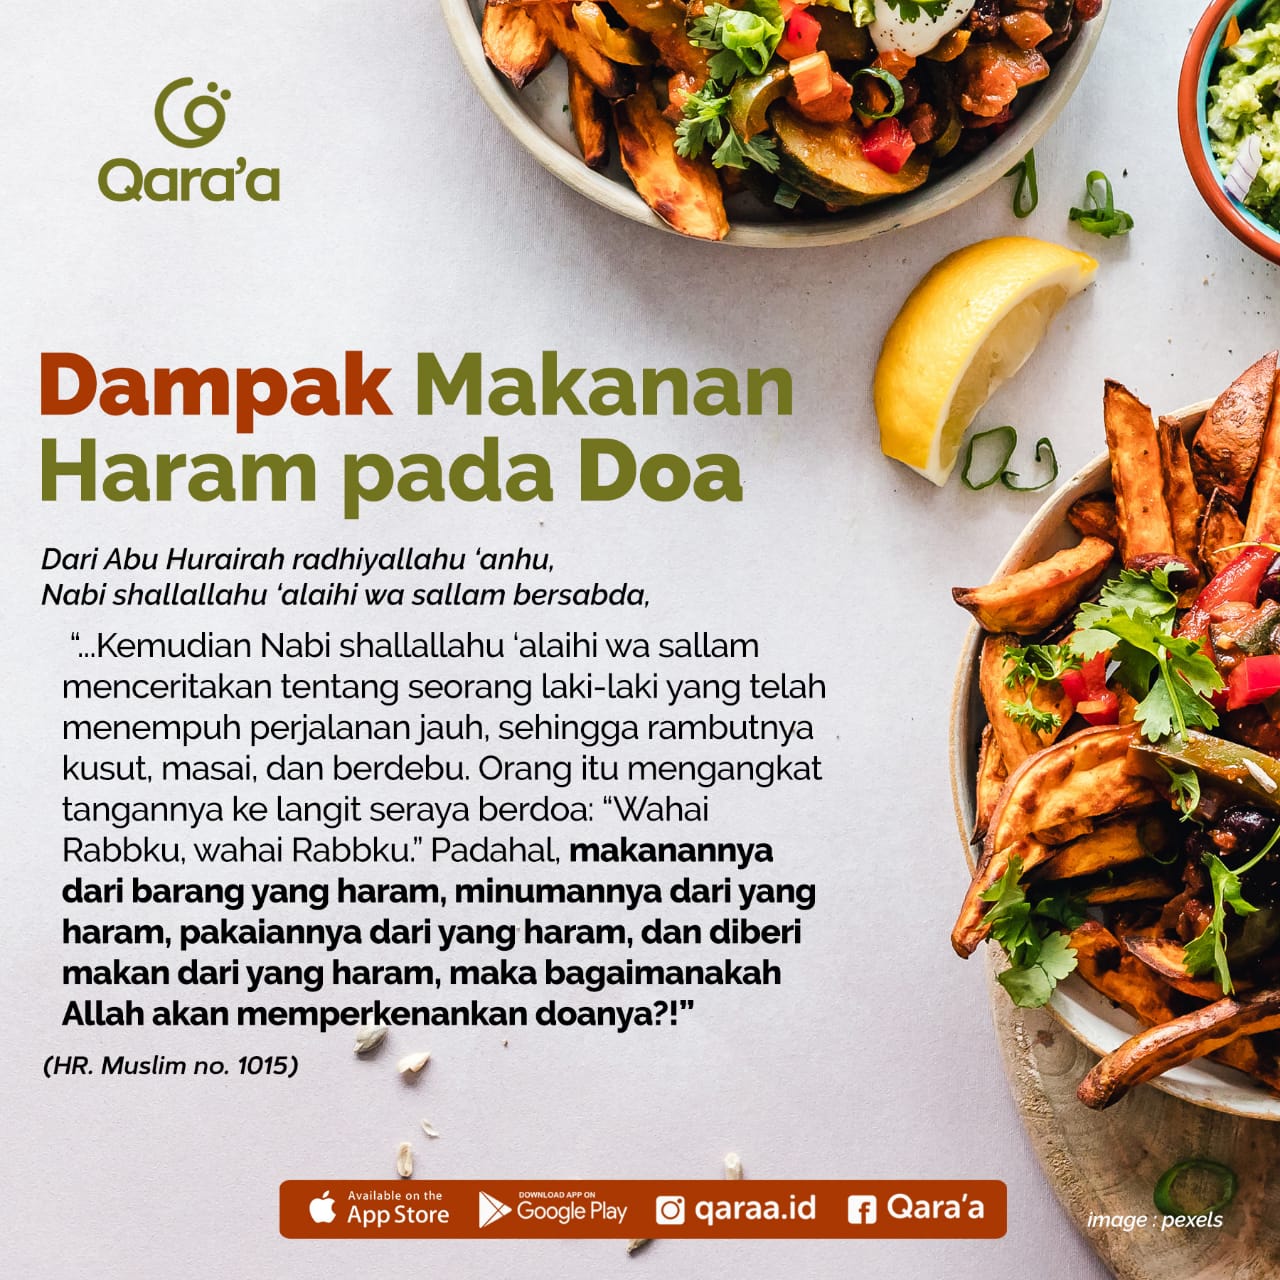 Qara'a
Dampak Makanan
Haram pada Doa
Dari Abu Hurairah radhiyallahu ‘anhu,
Nabi shallallahu ‘alaihi wa sallam bersabda,
“...Kemudian Nabi shallallahu ‘alaihi wa sallam
menceritakan tentang seorang laki-laki yang telah
menempuh perjalanan jauh, sehingga rambutnya
kusut, masai, dan berdebu. Orang itu mengangkat
tangannya ke langit seraya berdoa: “Wahai
Rabbku, wahai Rabbku.” Padahal, makanannya
dari barang yang haram, minumannya dari yang
haram, pakaiannya dari yang haram, dan diberi
makan dari yang haram, maka bagaimanakah
Allah akan memperkenankan doanya?!”
(HR. Muslim no. 1015)
Available on the
App Store
DOWNLOAD APP ON
Google Play
qaraa.id
Qara'a
image : pexels